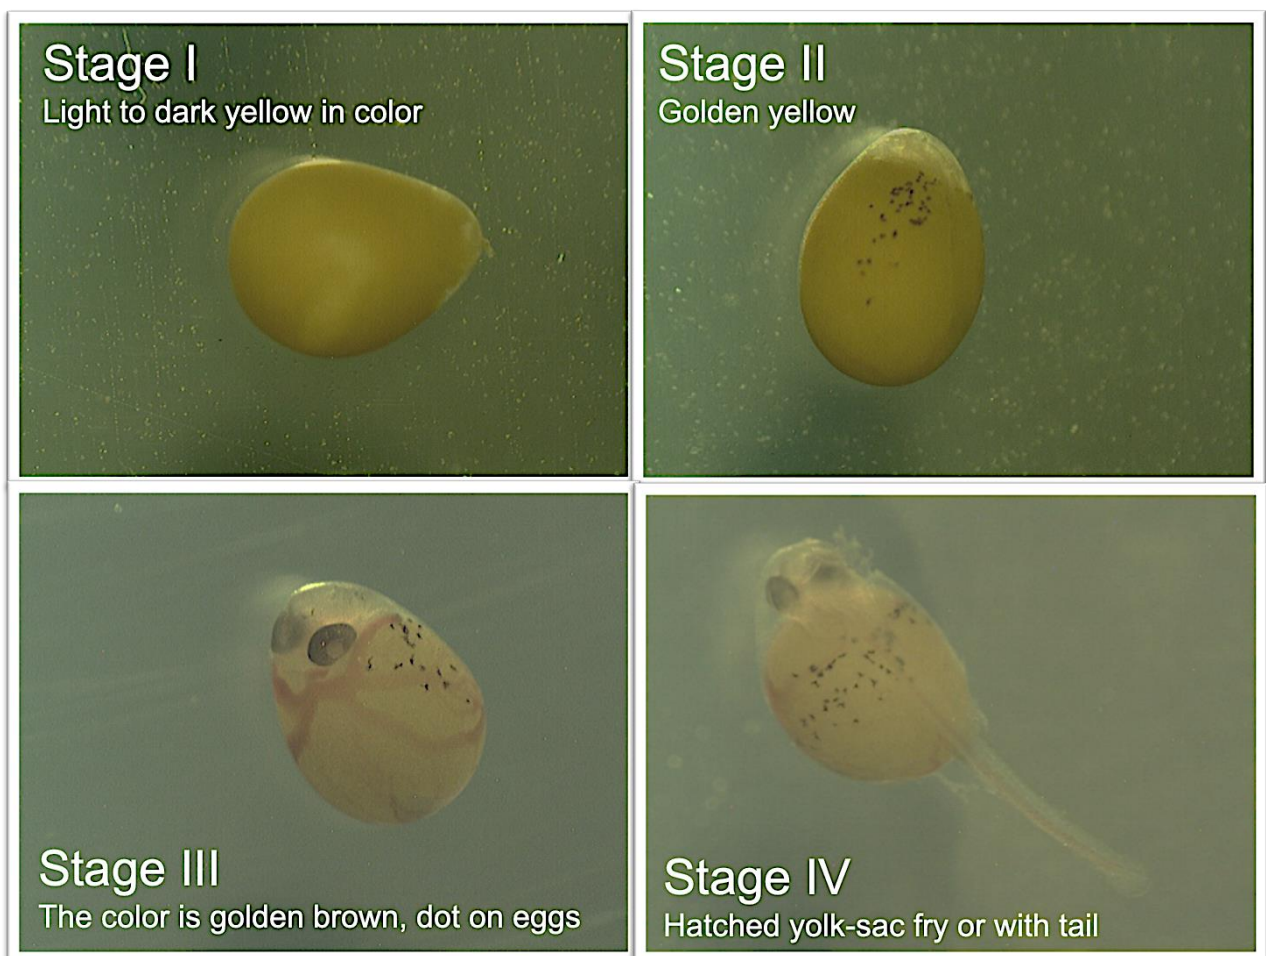 Stage I
Light to dark yellow in color
Stage II
Golden yellow
Stage III
The color is golden brown, dot on eggs
Stage IV
Hatched yolk-sac fry or with tail